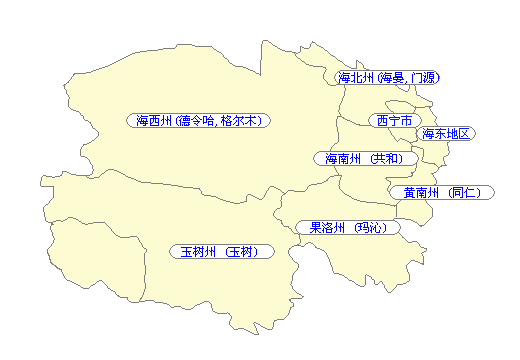 海北州(海晏,门源)
海西州(德令哈,格尔木)
西宁市
海东地区
海南州 (共和)
黄南州 (同仁)
果洛州 (玛沁)
玉树州 (玉树)